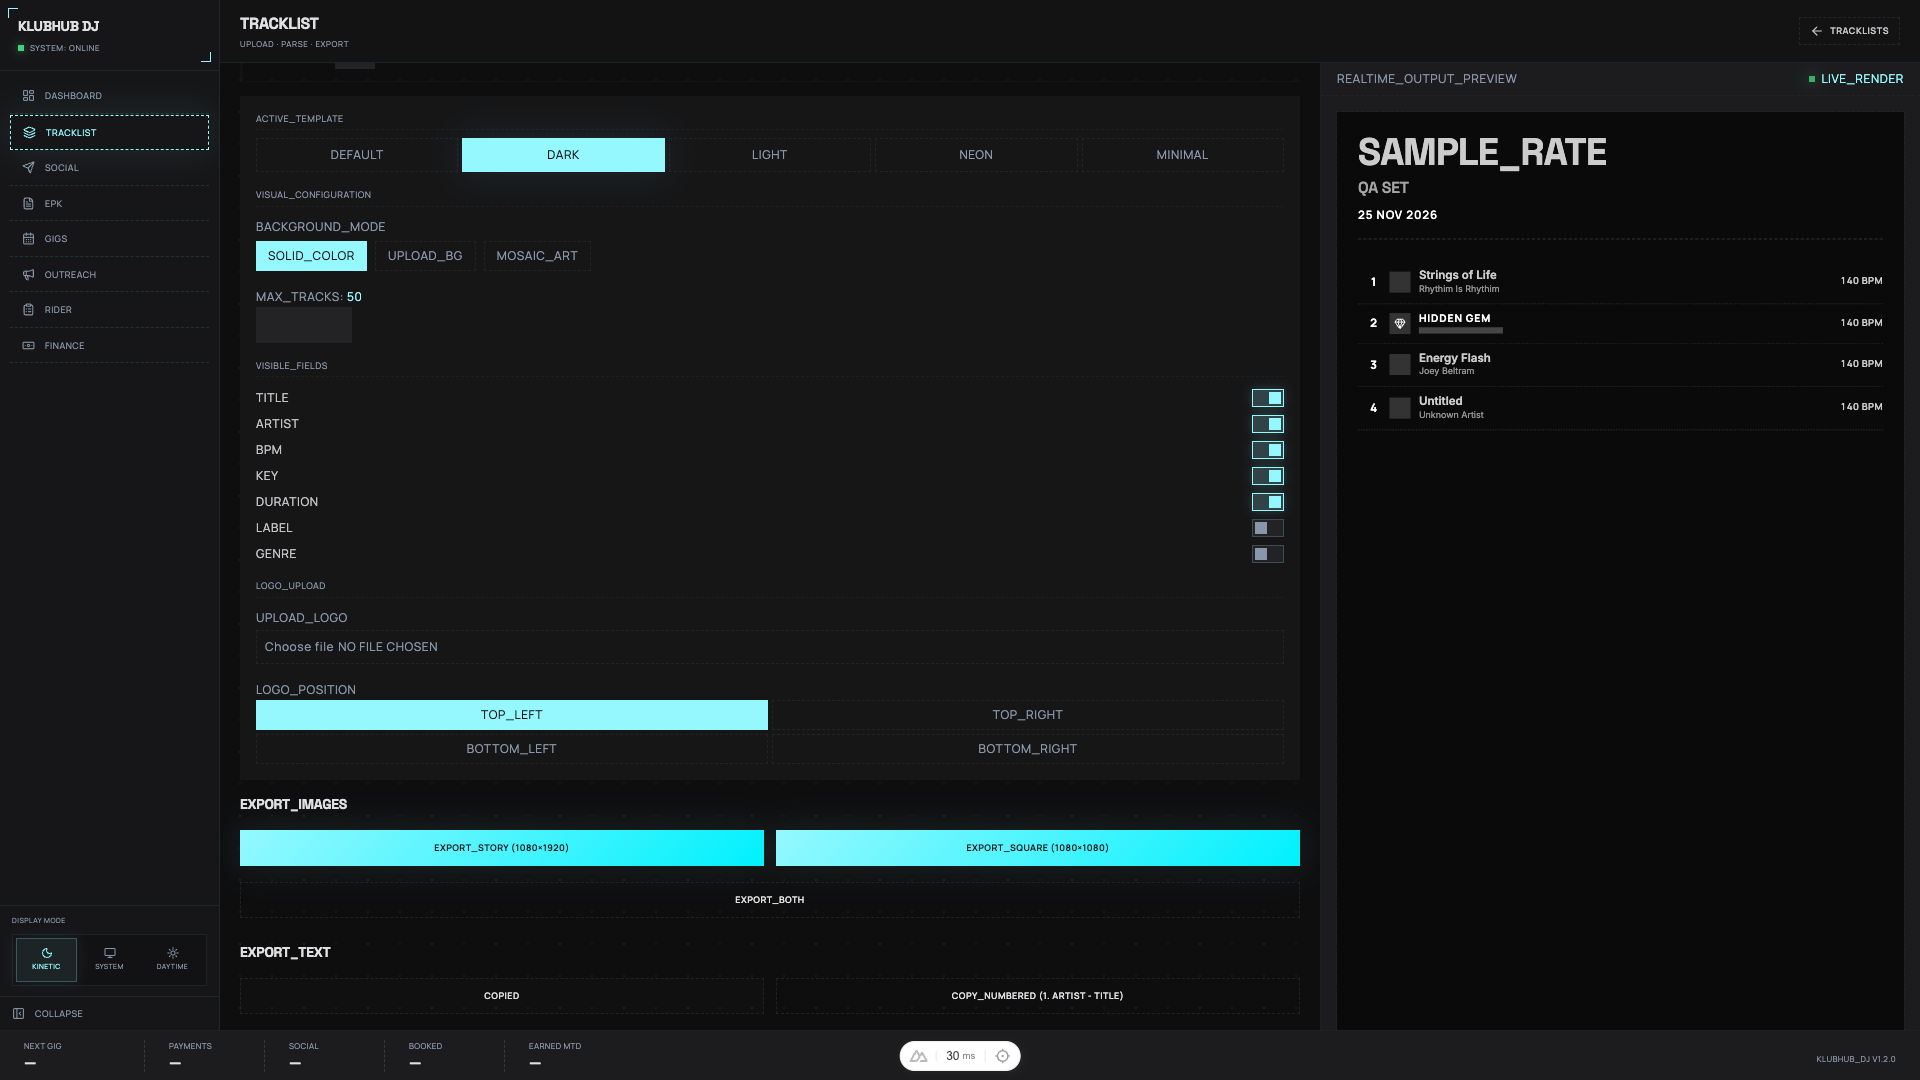 KLUBHUB DJ
SYSTEM: ONLINE
DASHBOARD
TRACKLIST
SOCIAL
EPK
GIGS
OUTREACH
RIDER
FINANCE
DISPLAY MODE
KINETIC
SYSTEM
DAYTIME
COLLAPSE
TRACKLIST
UPLOAD · PARSE · EXPORT
TRACKLISTS
ACTIVE_TEMPLATE
DEFAULT
DARK
LIGHT
NEON
MINIMAL
VISUAL_CONFIGURATION
BACKGROUND_MODE
SOLID_COLOR
UPLOAD_BG
MOSAIC_ART
MAX_TRACKS: 50
VISIBLE_FIELDS
TITLE
ARTIST
BPM
KEY
DURATION
LABEL
GENRE
LOGO_UPLOAD
UPLOAD_LOGO
Choose file NO FILE CHOSEN
LOGO_POSITION
TOP_LEFT
TOP_RIGHT
BOTTOM_LEFT
BOTTOM_RIGHT
EXPORT_IMAGES
EXPORT_STORY (1080×1920)
EXPORT_SQUARE (1080×1080)
EXPORT_BOTH
EXPORT_TEXT
COPIED
COPY_NUMBERED (1. ARTIST - TITLE)
REALTIME_OUTPUT_PREVIEW
LIVE_RENDER
SAMPLE_RATE
QA SET
25 NOV 2026
1 Strings of Life 140 BPM
Rhythim Is Rhythim
2 HIDDEN GEM 140 BPM
3 Energy Flash 140 BPM
Joey Beltram
4 Untitled 140 BPM
Unknown Artist
NEXT GIG
—
PAYMENTS
—
SOCIAL
—
BOOKED
—
EARNED MTD
—
30 ms
KLUBHUB_DJ V1.2.0